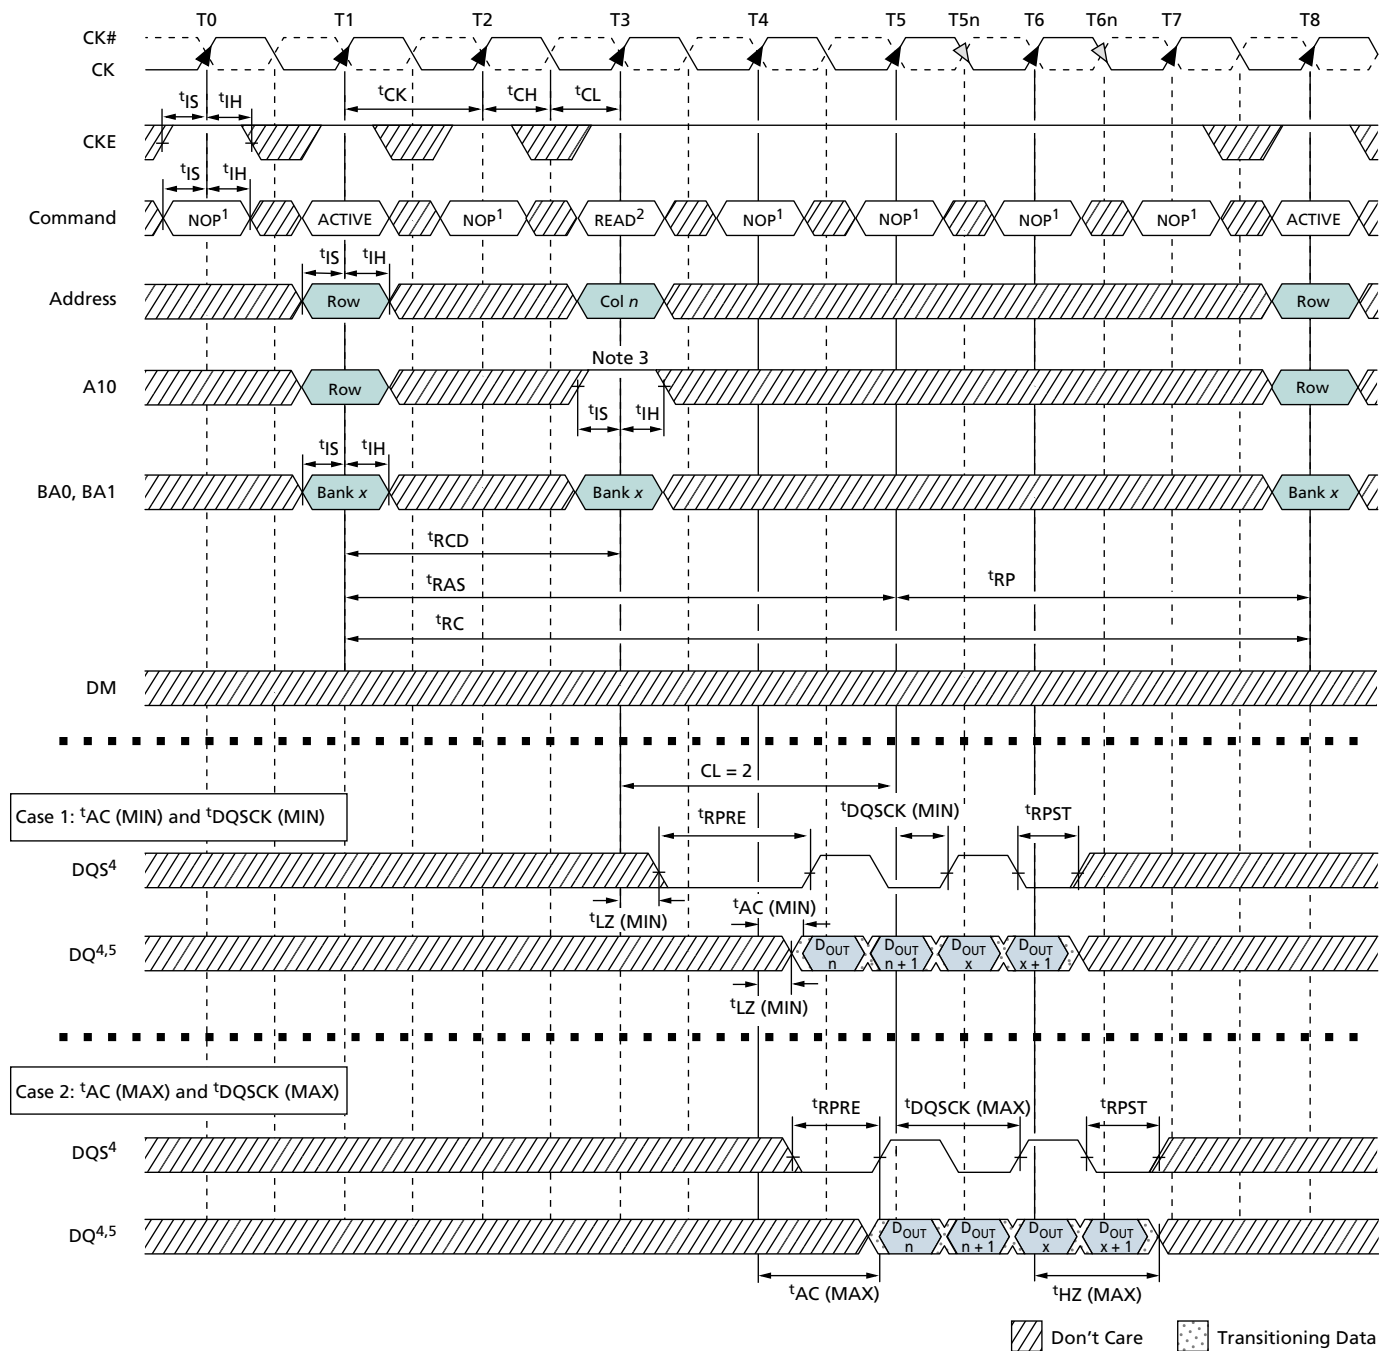 T0 T1 T2 T3 T4 T5 T5n T6 T6n T7 T8
CK#
CK
tIS tIH tCK tCH tCL
CKE
tIS tIH
Command NOP1 ACTIVE NOP1 READ2 NOP1 NOP1 NOP1 NOP1 ACTIVE
tIS tIH
Address Row Col n Row
Note 3
A10 Row Row
tIS tIH
tIS tIH
BA0, BA1 Bank x Bank x Bank x
tRCD
tRAS tRP
tRC
DM
CL = 2
Case 1: tAC (MIN) and tDQSCK (MIN)
tRPRE tDQSCK (MIN) tRPST
DQS4
tLZ (MIN) tAC (MIN)
DQ4,5 DOUT n DOUT n + 1 DOUT x DOUT x + 1
tLZ (MIN)
Case 2: tAC (MAX) and tDQSCK (MAX)
tRPRE tDQSCK (MAX) tRPST
DQS4
DQ4,5 DOUT n DOUT n + 1 DOUT x DOUT x + 1
tAC (MAX) tHZ (MAX)
Don't Care Transitioning Data